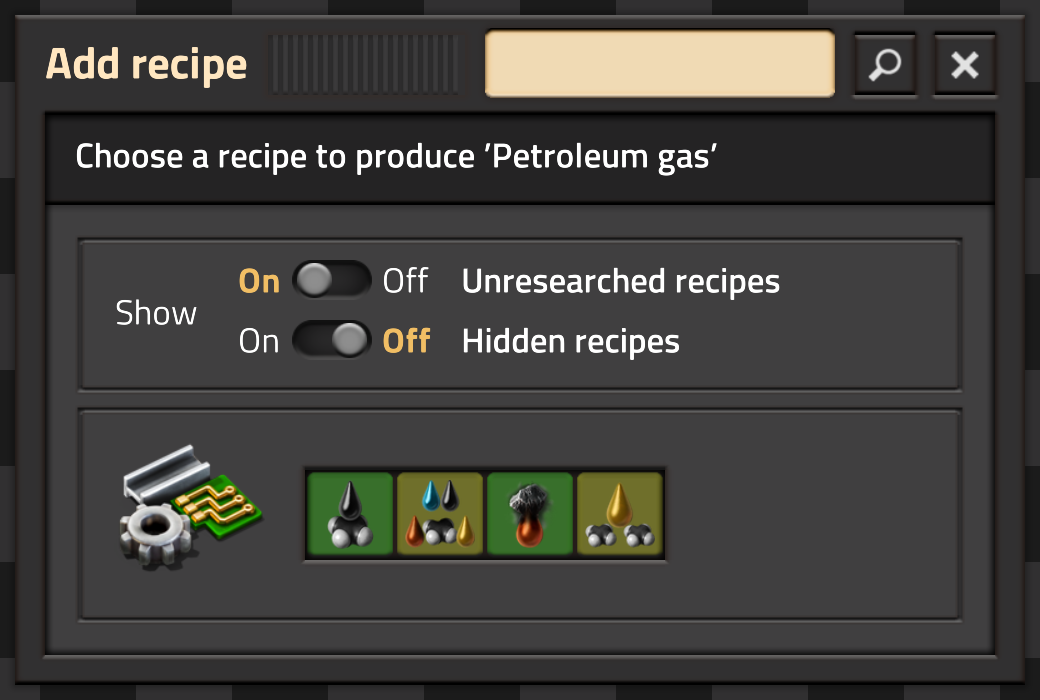 Add recipe
Choose a recipe to produce ’Petroleum gas’
Show
On Off Unresearched recipes
On Off Hidden recipes